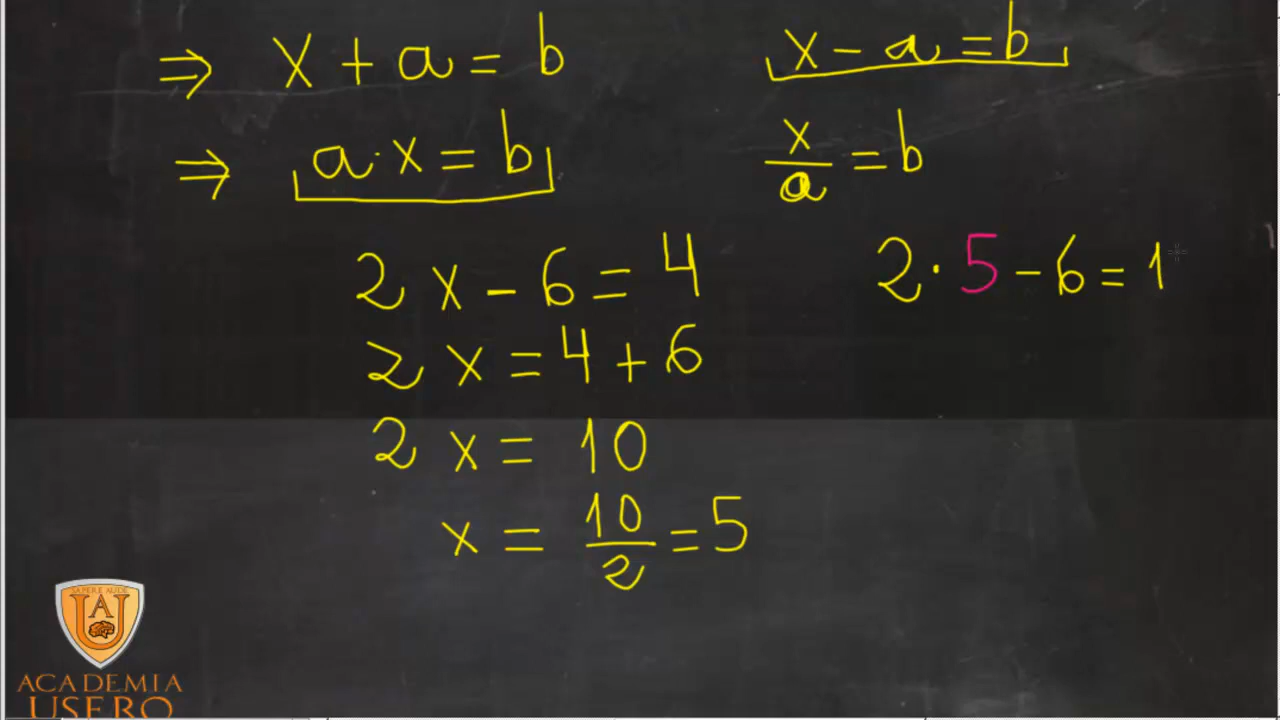 ⇒ x + a = b
x - a = b
⇒ a · x = b
x/a = b
2x - 6 = 4
2x = 4 + 6
2x = 10
x = 10/2 = 5
2 · 5 - 6 = 1
SAPERE AUDE
UAU
ACADEMIA
USERO